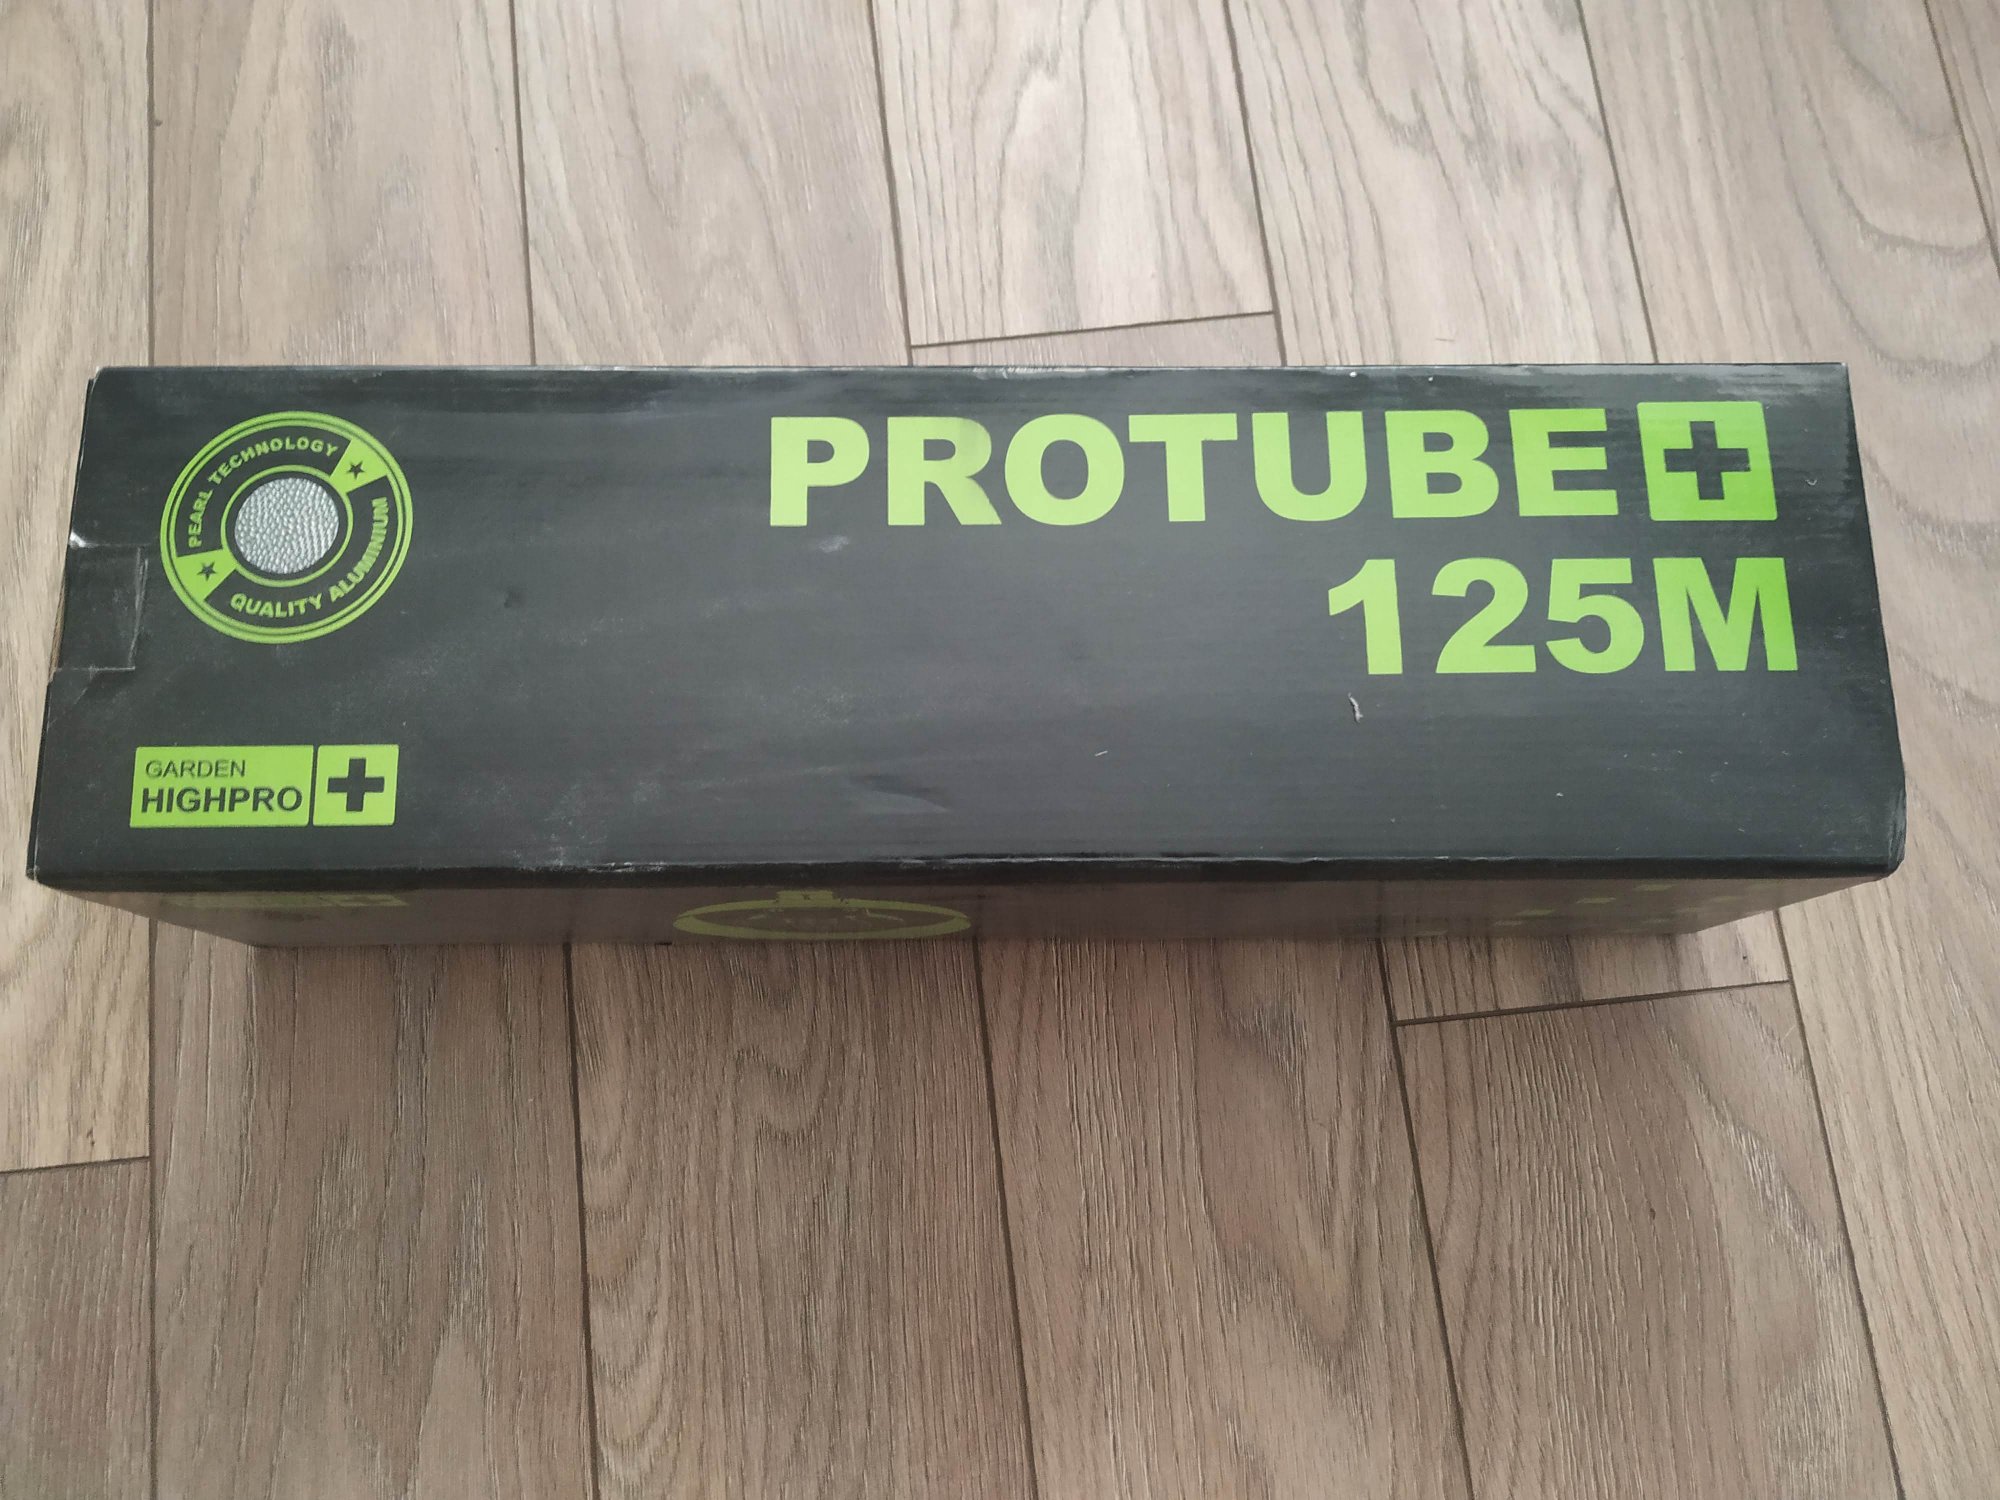 PEARL TECHNOLOGY
QUALITY ALUMINIUM
PROTUBE+
125M
GARDEN
HIGHPRO +